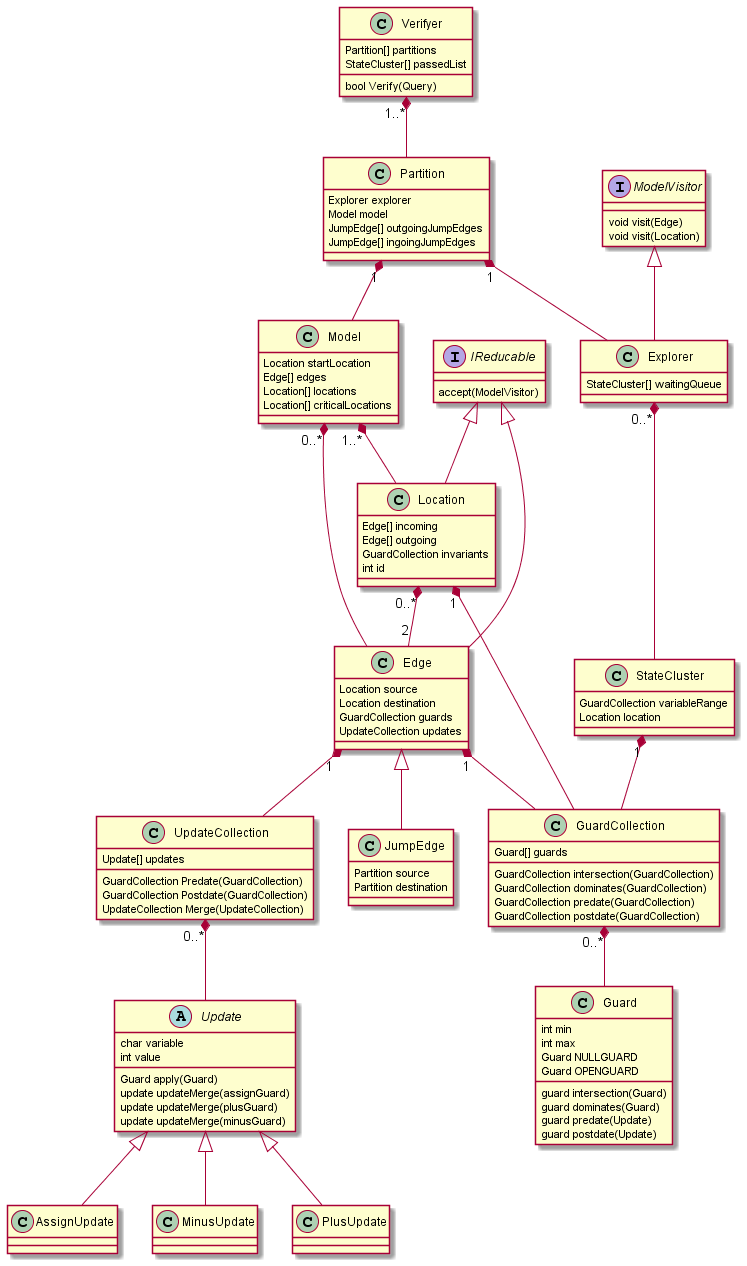 C Verifyer
Partition[] partitions
StateCluster[] passedList
bool Verify(Query)
1..*
C Partition
Explorer explorer
Model model
JumpEdge[] outgoingJumpEdges
JumpEdge[] ingoingJumpEdges
I ModelVisitor
void visit(Edge)
void visit(Location)
1
1
C Model
Location startLocation
Edge[] edges
Location[] locations
Location[] criticalLocations
I IReducable
accept(ModelVisitor)
C Explorer
StateCluster[] waitingQueue
0..*
1..*
0..*
C Location
Edge[] incoming
Edge[] outgoing
GuardCollection invariants
int id
0..*
1
2
C Edge
Location source
Location destination
GuardCollection guards
UpdateCollection updates
C StateCluster
GuardCollection variableRange
Location location
1
1
1
C UpdateCollection
Update[] updates
GuardCollection Predate(GuardCollection)
GuardCollection Postdate(GuardCollection)
UpdateCollection Merge(UpdateCollection)
C JumpEdge
Partition source
Partition destination
C GuardCollection
Guard[] guards
GuardCollection intersection(GuardCollection)
GuardCollection dominates(GuardCollection)
GuardCollection predate(GuardCollection)
GuardCollection postdate(GuardCollection)
0..*
0..*
A Update
char variable
int value
Guard apply(Guard)
update updateMerge(assignGuard)
update updateMerge(plusGuard)
update updateMerge(minusGuard)
C Guard
int min
int max
Guard NULLGUARD
Guard OPENGUARD
guard intersection(Guard)
guard dominates(Guard)
guard predate(Update)
guard postdate(Update)
C AssignUpdate
C MinusUpdate
C PlusUpdate